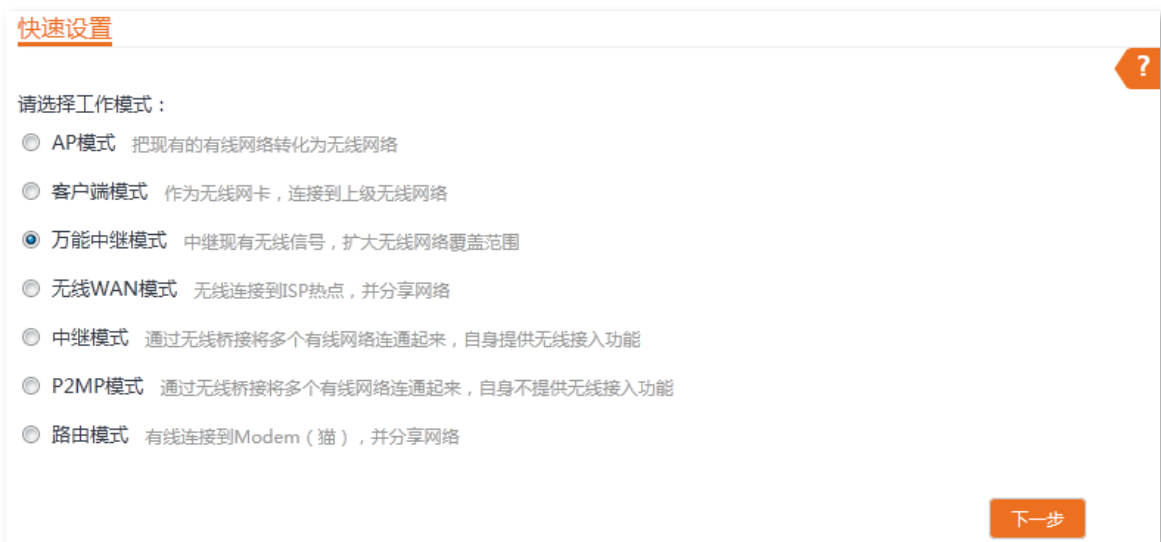 快速设置
?
请选择工作模式：
AP模式 把现有的有线网络转化为无线网络
客户端模式 作为无线网卡，连接到上级无线网络
万能中继模式 中继现有无线信号，扩大无线网络覆盖范围
无线WAN模式 无线连接到ISP热点，并分享网络
中继模式 通过无线桥接将多个有线网络连通起来，自身提供无线接入功能
P2MP模式 通过无线桥接将多个有线网络连通起来，自身不提供无线接入功能
路由模式 有线连接到Modem（猫），并分享网络
下一步